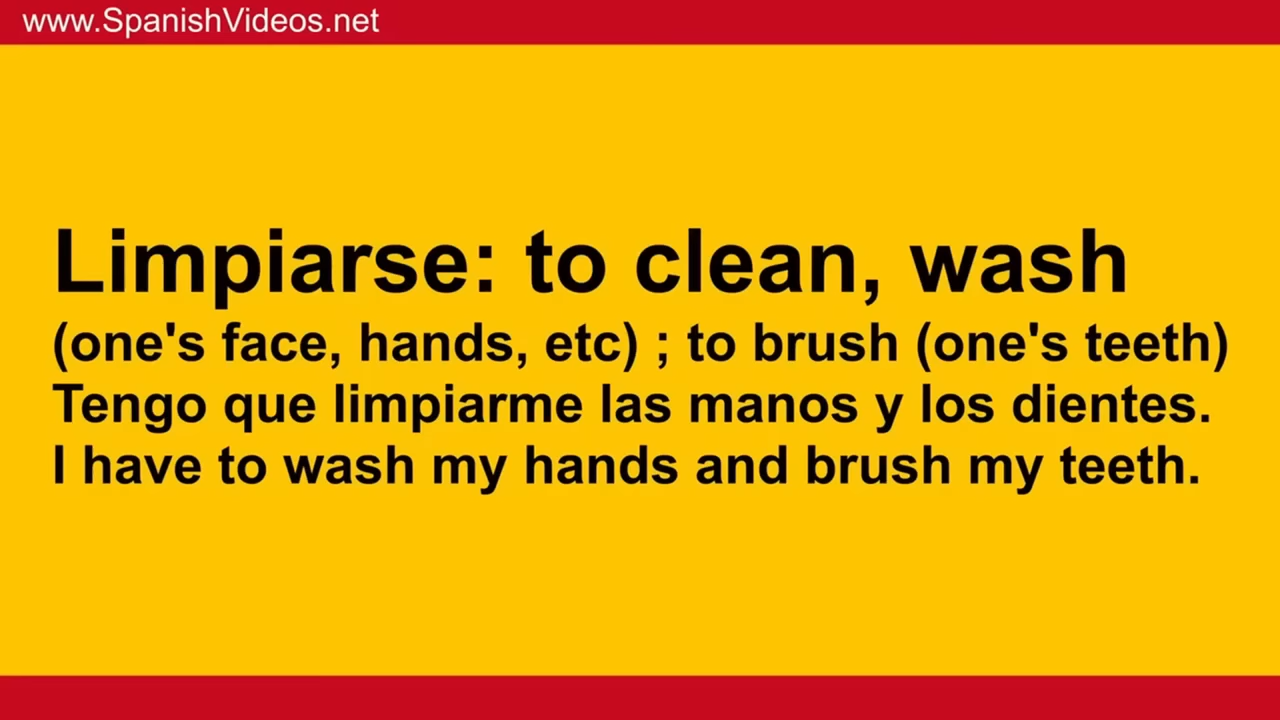 www.SpanishVideos.net
Limpiarse: to clean, wash
(one's face, hands, etc) ; to brush (one's teeth)
Tengo que limpiarme las manos y los dientes.
I have to wash my hands and brush my teeth.